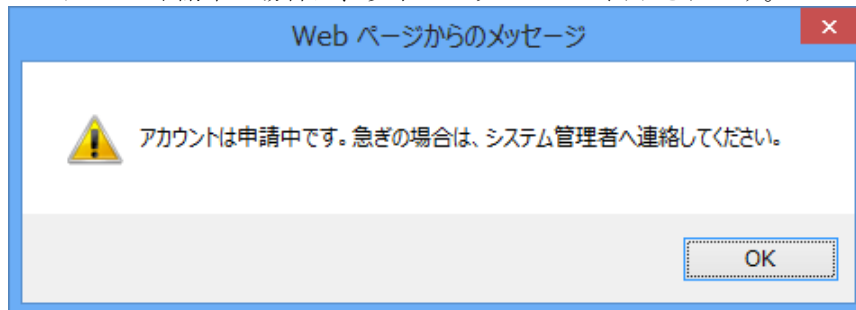 Web ページからのメッセージ
アカウントは申請中です。急ぎの場合は、システム管理者へ連絡してください。
OK